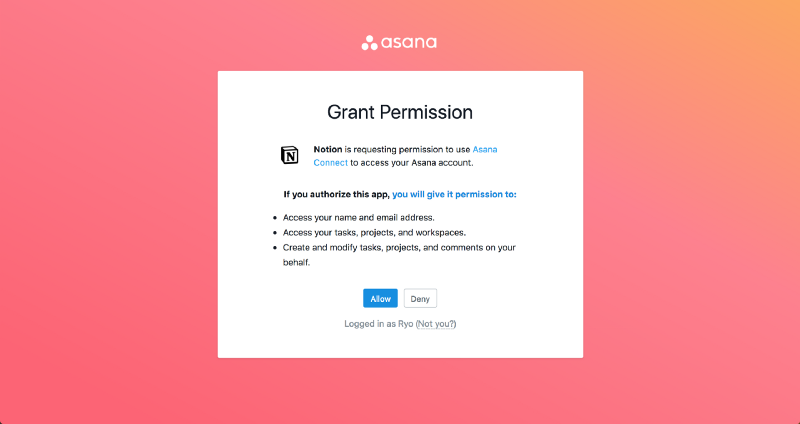 asana
Grant Permission
N
Notion is requesting permission to use Asana
Connect to access your Asana account.
If you authorize this app, you will give it permission to:
• Access your name and email address.
• Access your tasks, projects, and workspaces.
• Create and modify tasks, projects, and comments on your
behalf.
Allow Deny
Logged in as Ryo (Not you?)